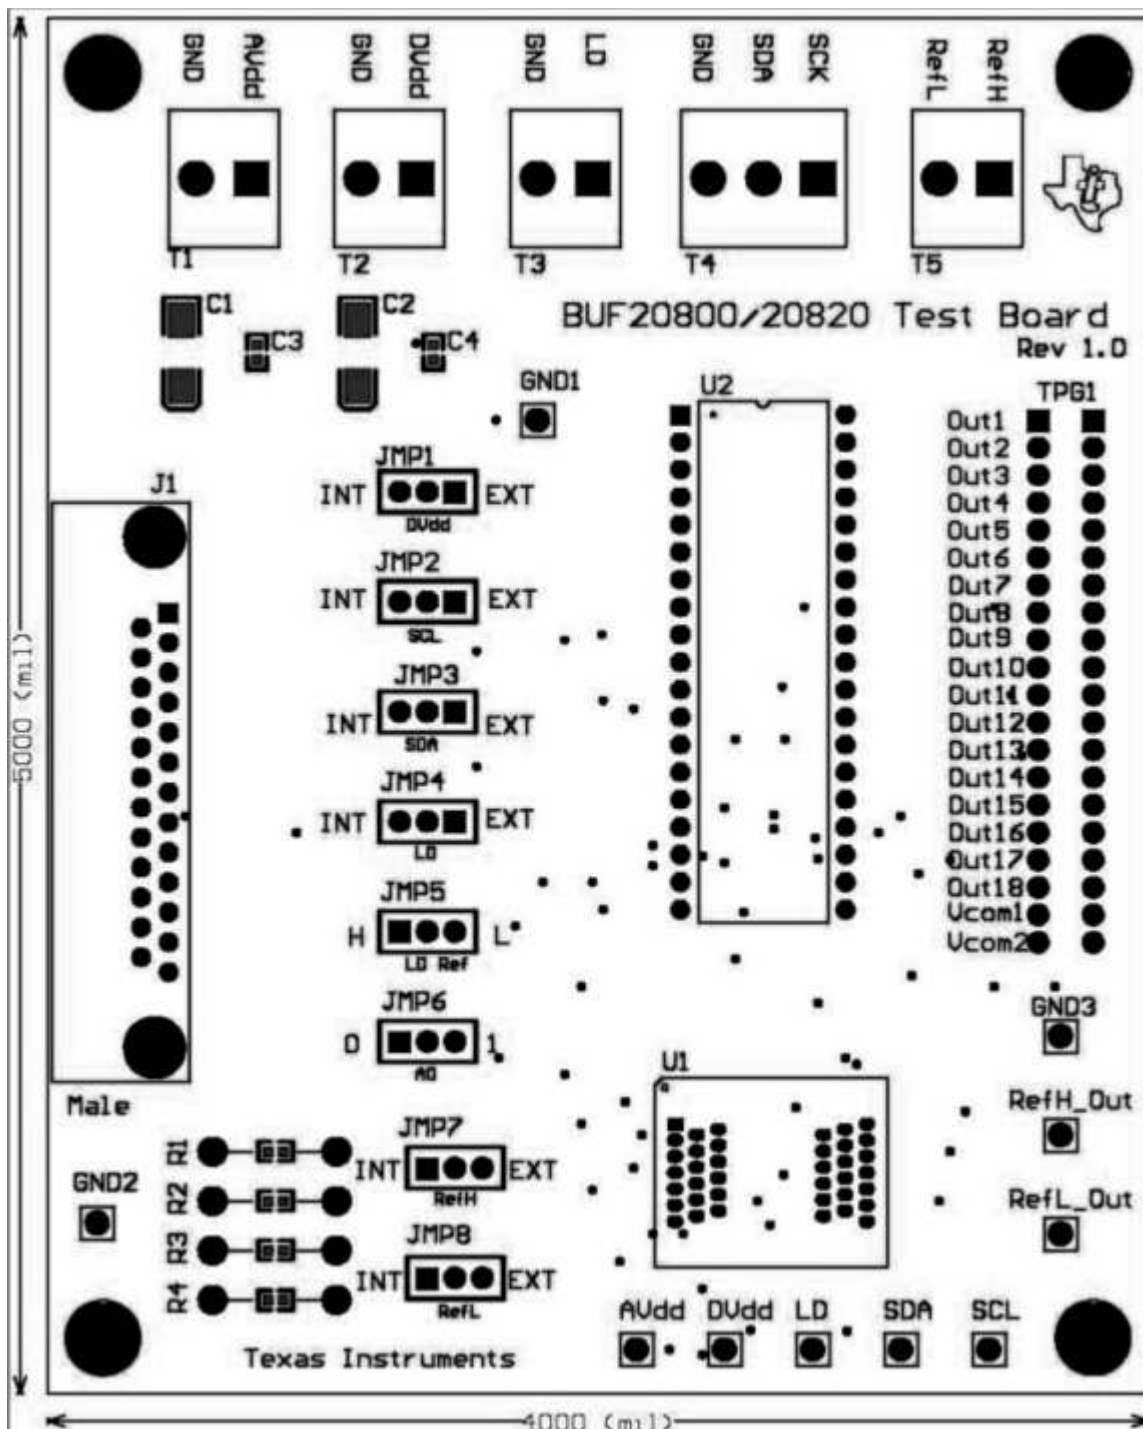 GND AVdd
GND DVdd
GND LD
GND SDA SCK
RefL RefH
T1
T2
T3
T4
T5
C1
C3
C2
C4
BUF20800/20820 Test Board
Rev 1.0
GND1
U2
TPG1
Out1
Out2
Out3
Out4
Out5
Out6
Out7
Out8
Out9
Out10
Out11
Out12
Out13
Out14
Out15
Out16
Out17
Out18
Vcom1
Vcom2
J1
JMP1
INT EXT
DVdd
JMP2
INT EXT
SCL
JMP3
INT EXT
SDA
JMP4
INT EXT
LD
JMP5
H L
LD Ref
JMP6
0 1
A0
Male
GND3
U1
RefH_Out
RefL_Out
R1
R2
R3
R4
GND2
JMP7
INT EXT
RefH
JMP8
INT EXT
RefL
AVdd DVdd LD SDA SCL
Texas Instruments
5000 (mil)
4000 (mil)